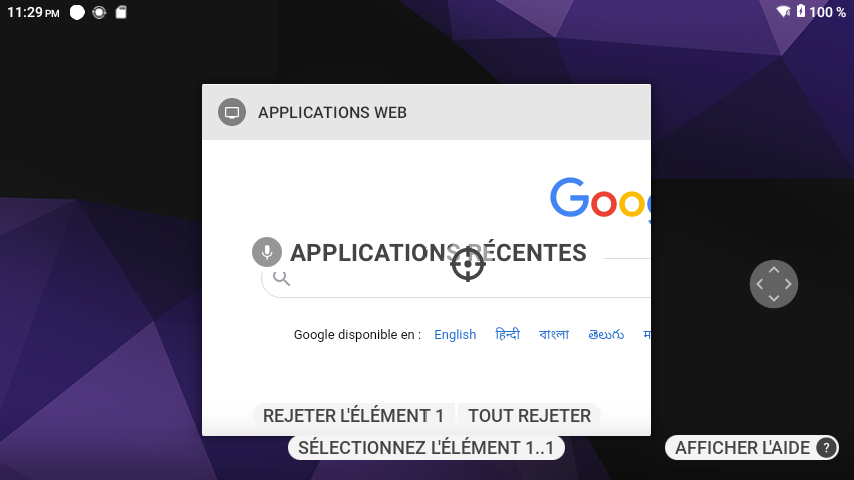 11:29 PM
100 %
APPLICATIONS WEB
Goo
APPLICATIONS RÉCENTES
Google disponible en : English हिन्दी বাংলা తెలుగు म
REJETER L'ÉLÉMENT 1 TOUT REJETER
SÉLECTIONNEZ L'ÉLÉMENT 1..1
AFFICHER L'AIDE ?